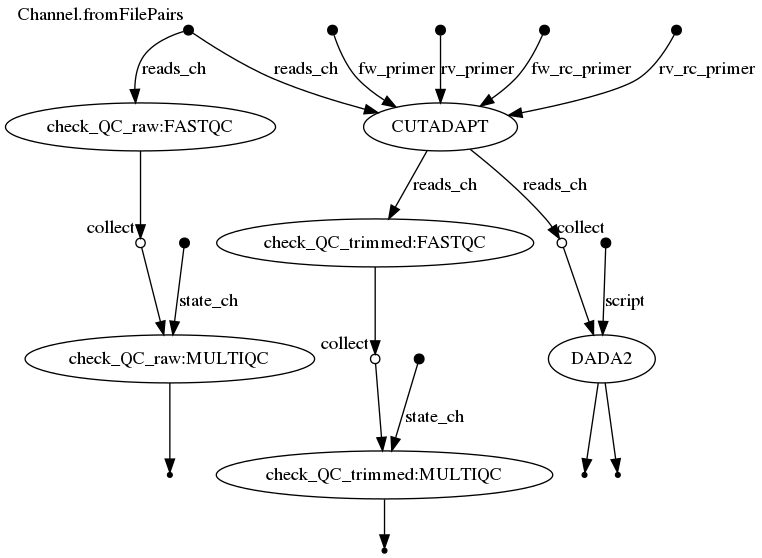 Channel.fromFilePairs
reads_ch
reads_ch
fw_primer
rv_primer
fw_rc_primer
rv_rc_primer
check_QC_raw:FASTQC
CUTADAPT
reads_ch
reads_ch
collect
collect
check_QC_trimmed:FASTQC
state_ch
script
collect
check_QC_raw:MULTIQC
DADA2
state_ch
check_QC_trimmed:MULTIQC